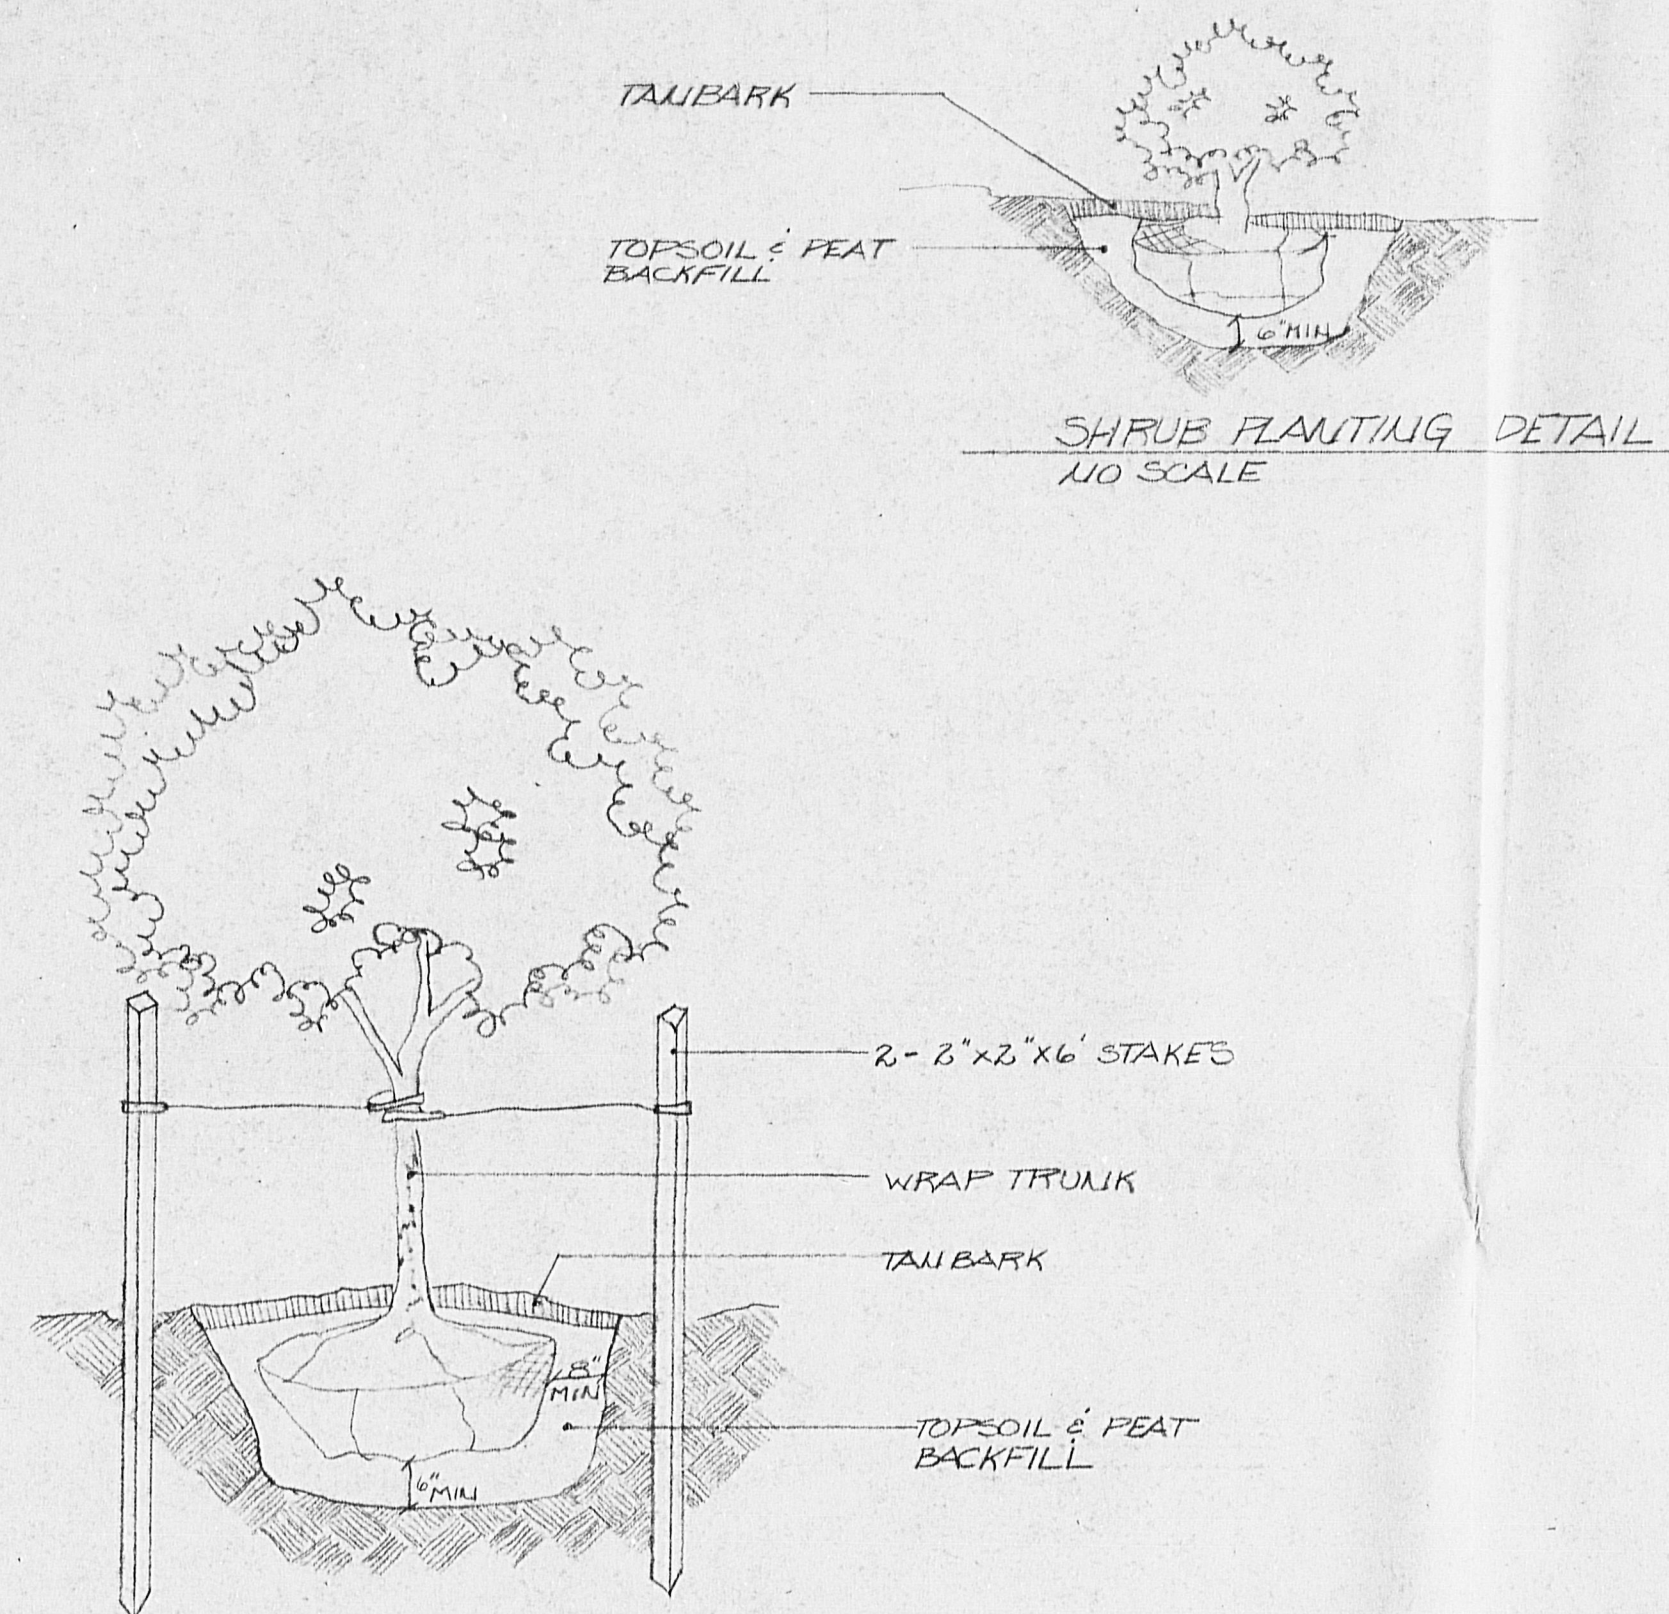 TANBARK
TOPSOIL & PEAT
BACKFILL
6" MIN
SHRUB PLANTING DETAIL
NO SCALE
2 - 2"X2"X6' STAKES
WRAP TRUNK
TANBARK
8"
MIN
TOPSOIL & PEAT
BACKFILL
6" MIN